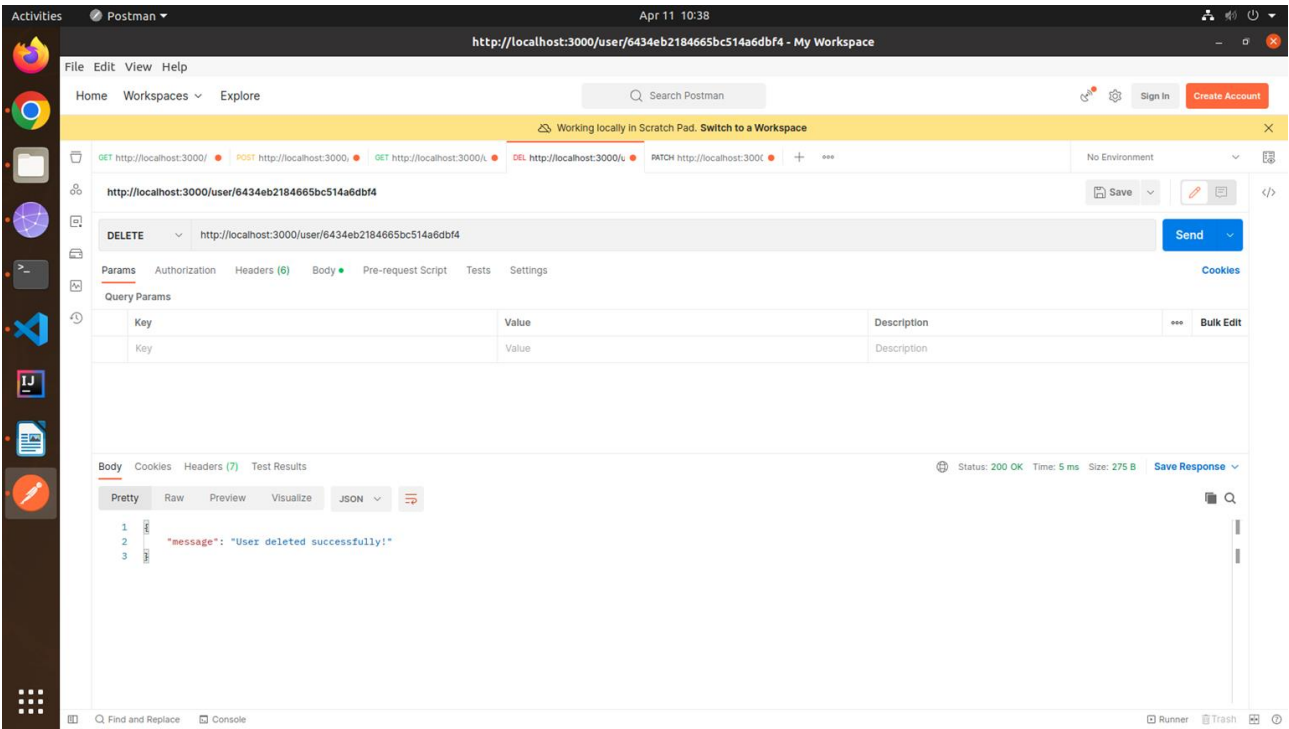 Activities Postman Apr 11 10:38
http://localhost:3000/user/6434eb2184665bc514a6dbf4 - My Workspace
File Edit View Help
Home Workspaces Explore Search Postman Sign In Create Account
Working locally in Scratch Pad. Switch to a Workspace
GET http://localhost:3000/ POST http://localhost:3000, GET http://localhost:3000/u DEL http://localhost:3000/u PATCH http://localhost:3000 No Environment
http://localhost:3000/user/6434eb2184665bc514a6dbf4 Save
DELETE http://localhost:3000/user/6434eb2184665bc514a6dbf4 Send
Params Authorization Headers (6) Body Pre-request Script Tests Settings Cookies
Query Params
Key Value Description Bulk Edit
Key Value Description
Body Cookies Headers (7) Test Results Status: 200 OK Time: 5 ms Size: 275 B Save Response
Pretty Raw Preview Visualize JSON
1 {
2 "message": "User deleted successfully!"
3 }
Find and Replace Console Runner Trash